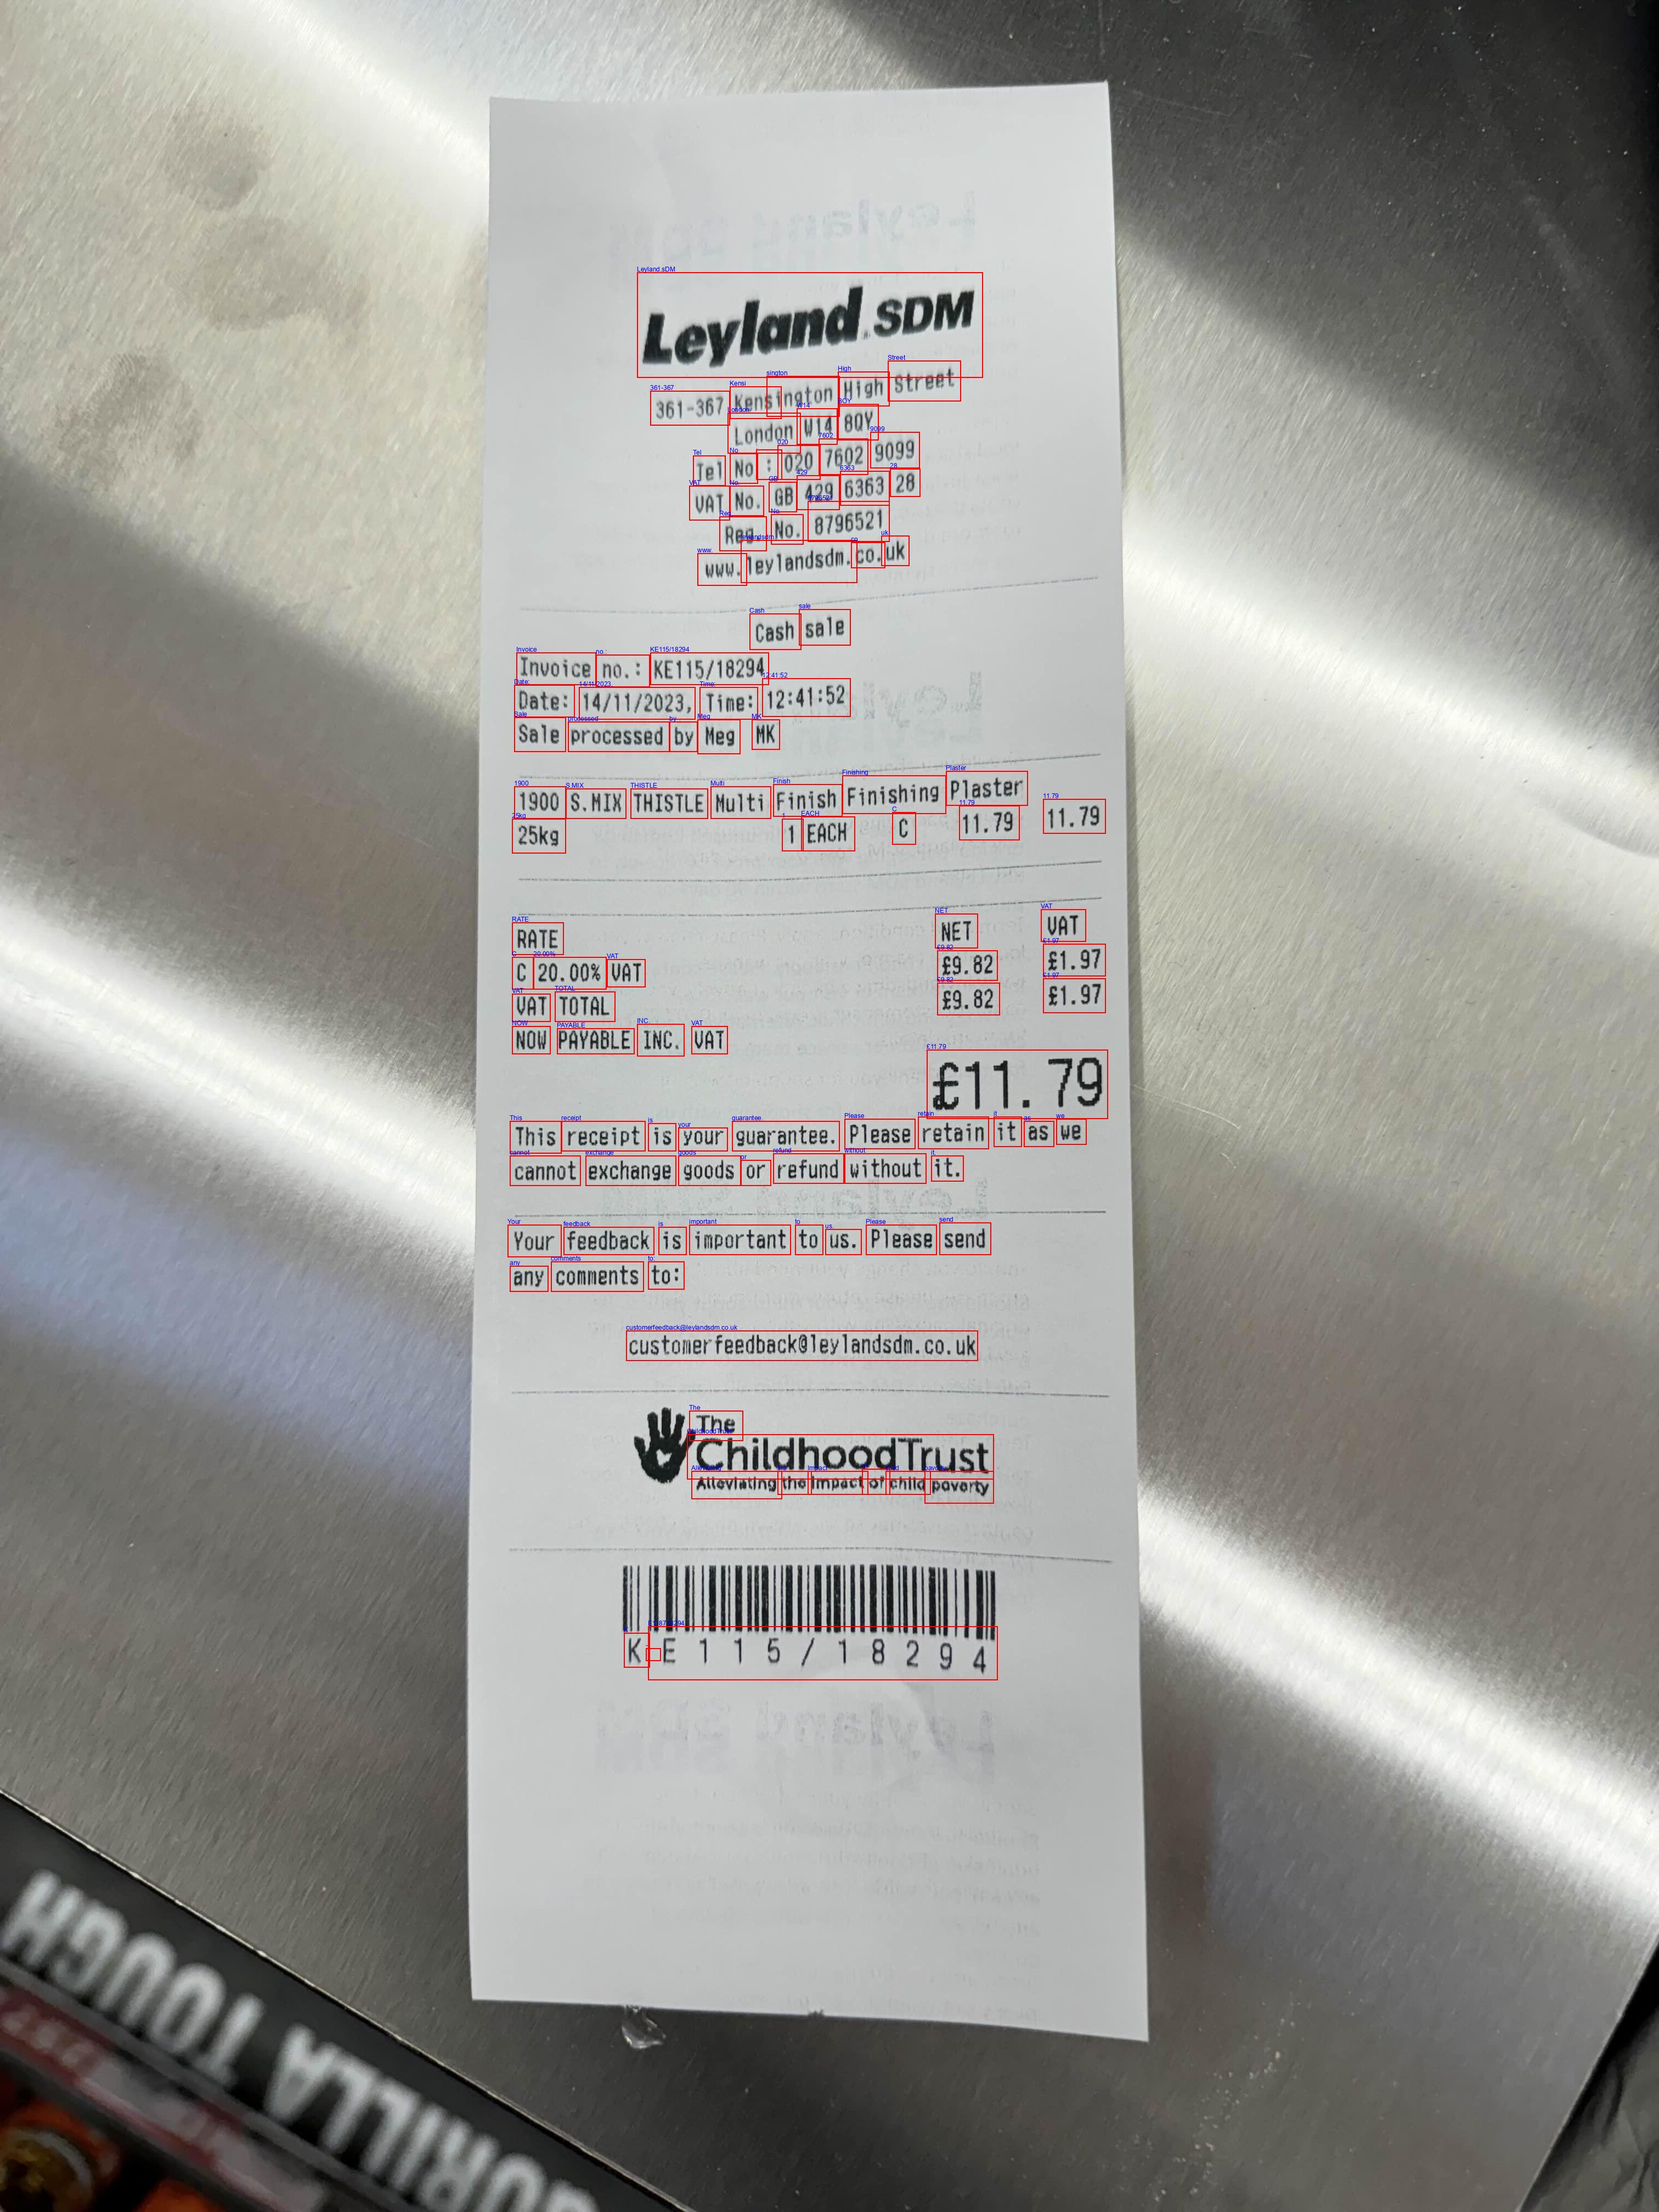 Leyland SDM
361-367 Kensington High Street
London W14 8QY
Tel No : 020 7602 9099
VAT No. GB 429 6363 28
Reg. No. 8796521
www.leylandsdm.co.uk
Cash sale
Invoice no.: KE115/18294
Date: 14/11/2023, Time: 12:41:52
Sale processed by Meg MK
1900 S.MIX THISTLE Multi Finish Finishing Plaster
25kg 1 EACH C 11.79 11.79
RATE NET VAT
C 20.00% VAT £9.82 £1.97
VAT TOTAL £9.82 £1.97
NOW PAYABLE INC. VAT
£11.79
This receipt is your guarantee. Please retain it as we
cannot exchange goods or refund without it.
Your feedback is important to us. Please send
any comments to:
customerfeedback@leylandsdm.co.uk
The
ChildhoodTrust
Alleviating the impact of child poverty
KE115/18294
GORILLA TOUGH